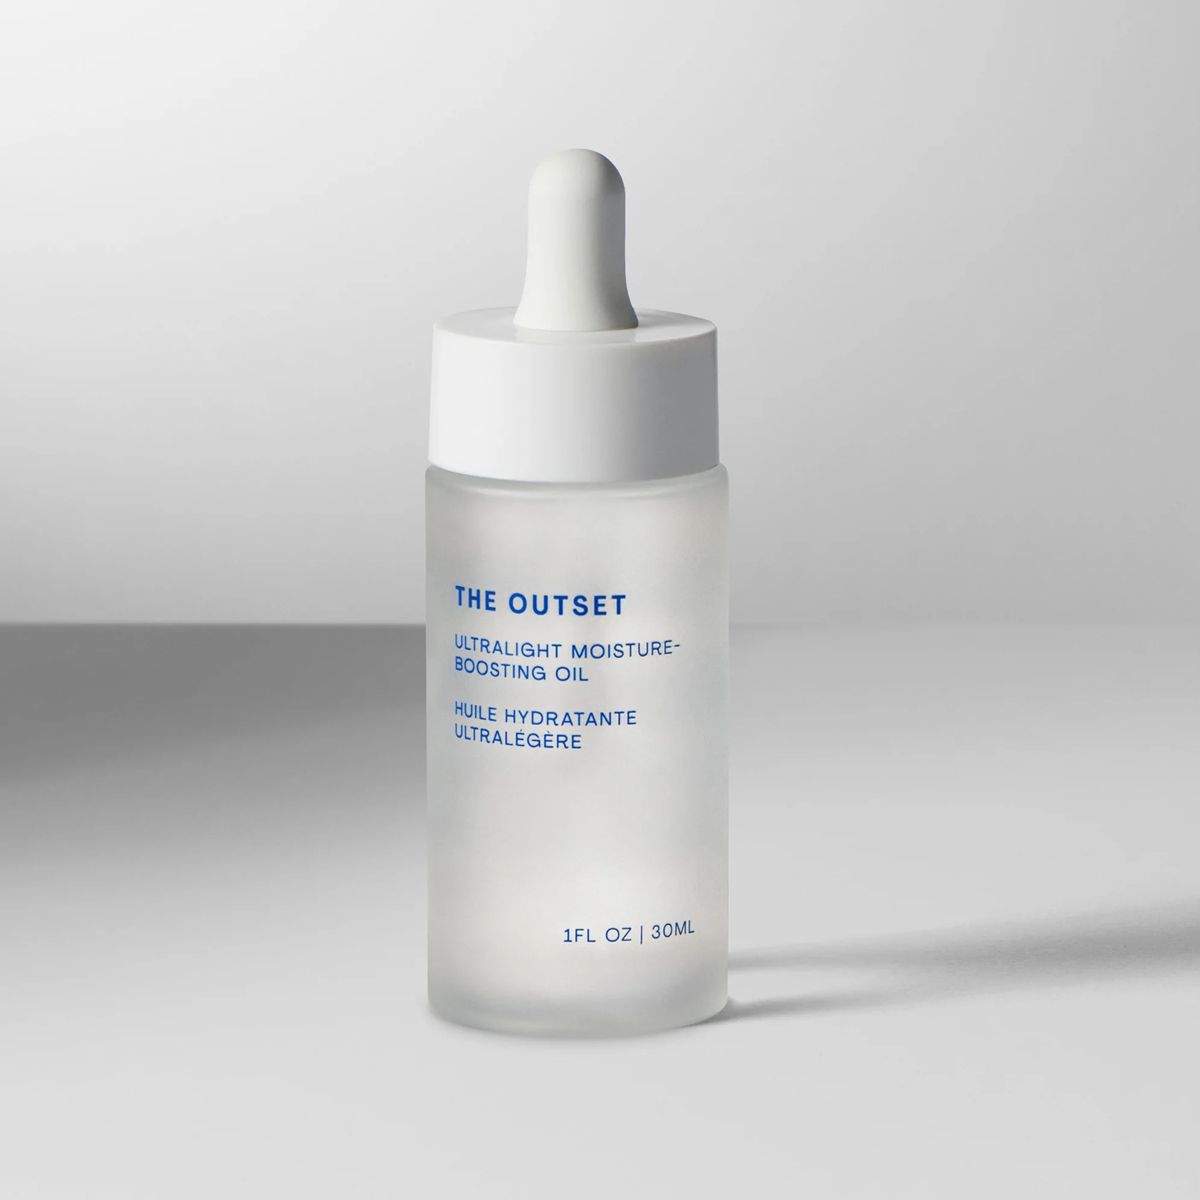 THE OUTSET
ULTRALIGHT MOISTURE-
BOOSTING OIL
HUILE HYDRATANTE
ULTRALÉGÈRE
1FL OZ | 30ML